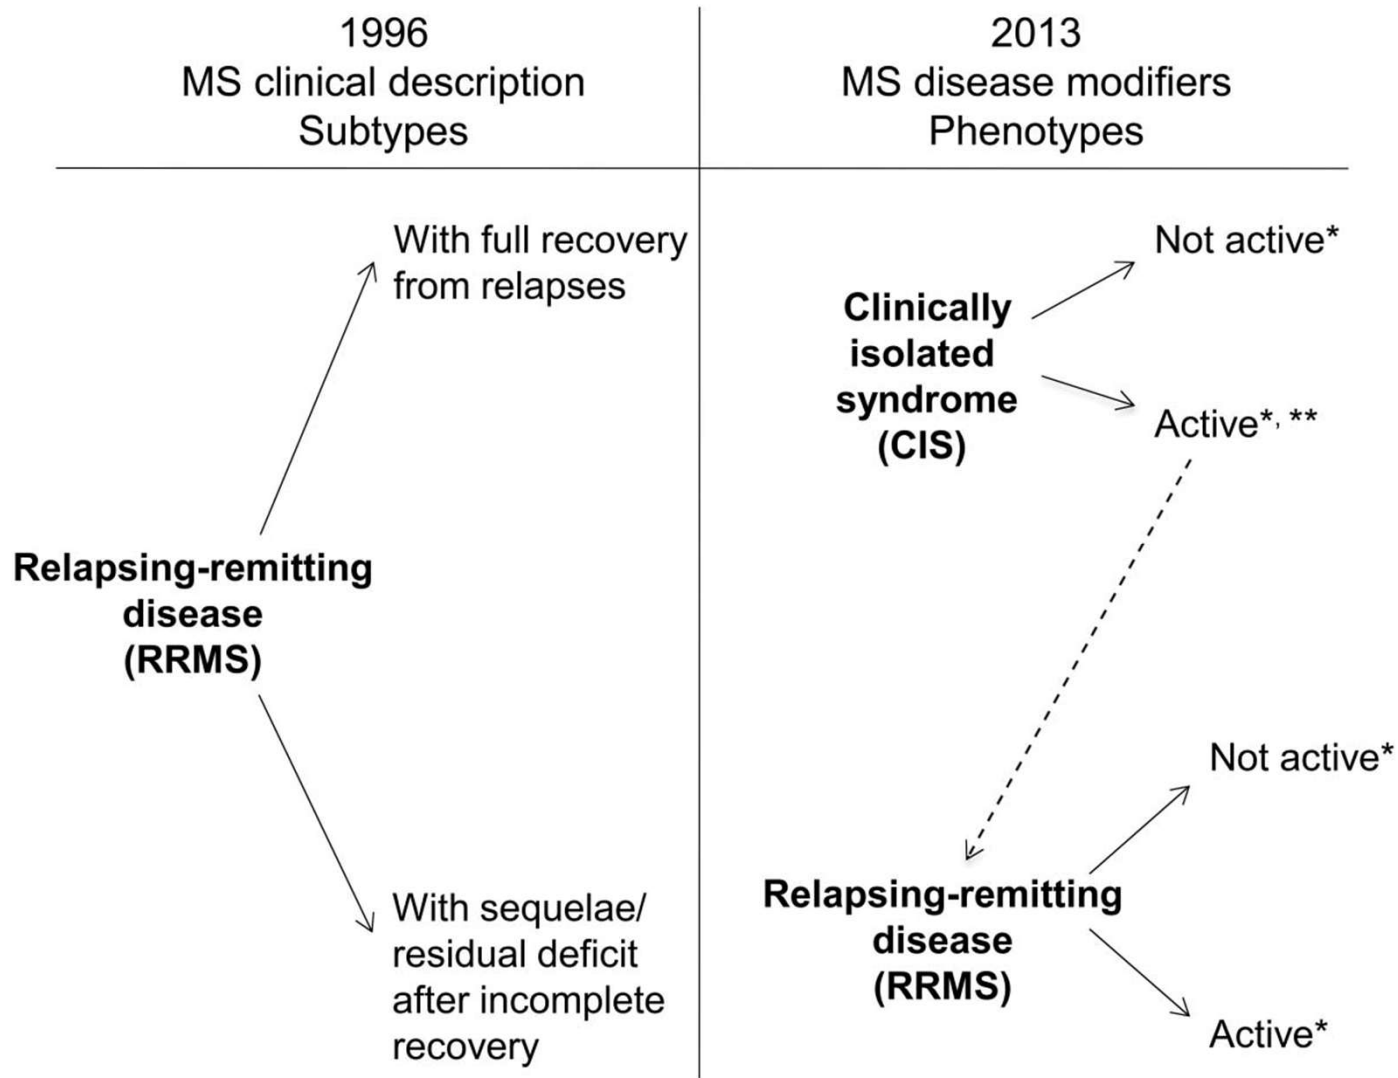 1996
MS clinical description
Subtypes
2013
MS disease modifiers
Phenotypes
With full recovery
from relapses
Relapsing-remitting
disease
(RRMS)
With sequelae/
residual deficit
after incomplete
recovery
Not active*
Clinically
isolated
syndrome
(CIS)
Active*, **
Not active*
Relapsing-remitting
disease
(RRMS)
Active*